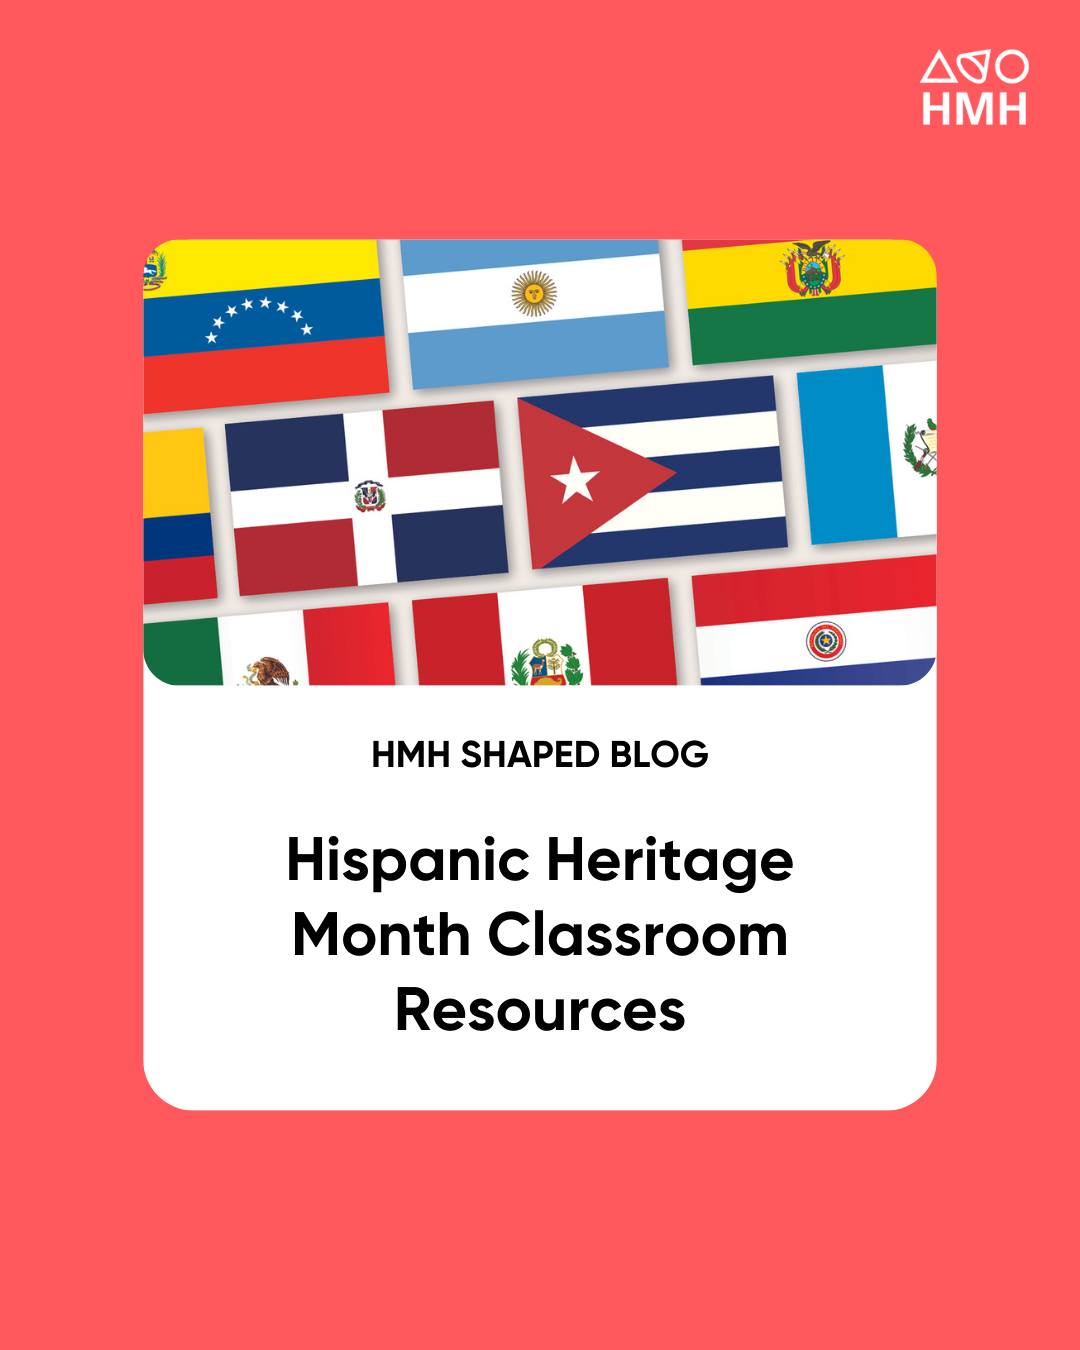 HMH
HMH SHAPED BLOG
Hispanic Heritage
Month Classroom
Resources